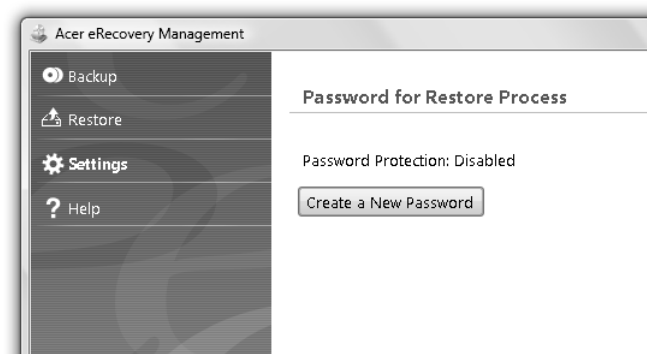 Acer eRecovery Management
Backup
Restore
Settings
Help
Password for Restore Process
Password Protection: Disabled
Create a New Password